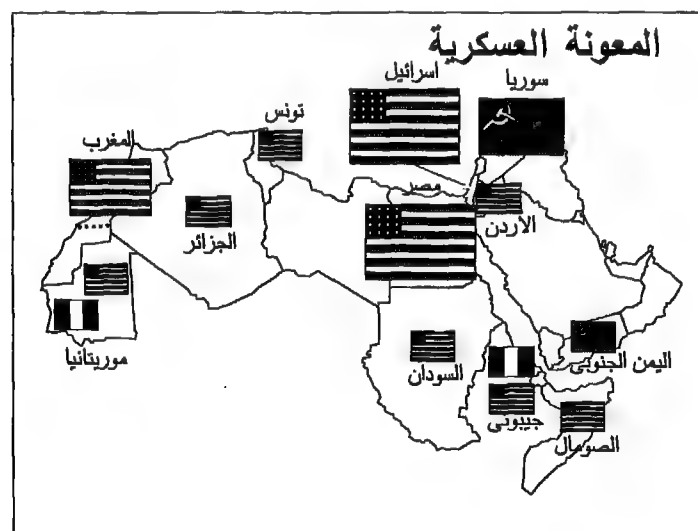 المعونة العسكرية
سوريا
اسرائيل
تونس
المغرب
مصر
الاردن
الجزائر
موريتانيا
السودان
اليمن الجنوبى
جيبوتى
الصومال